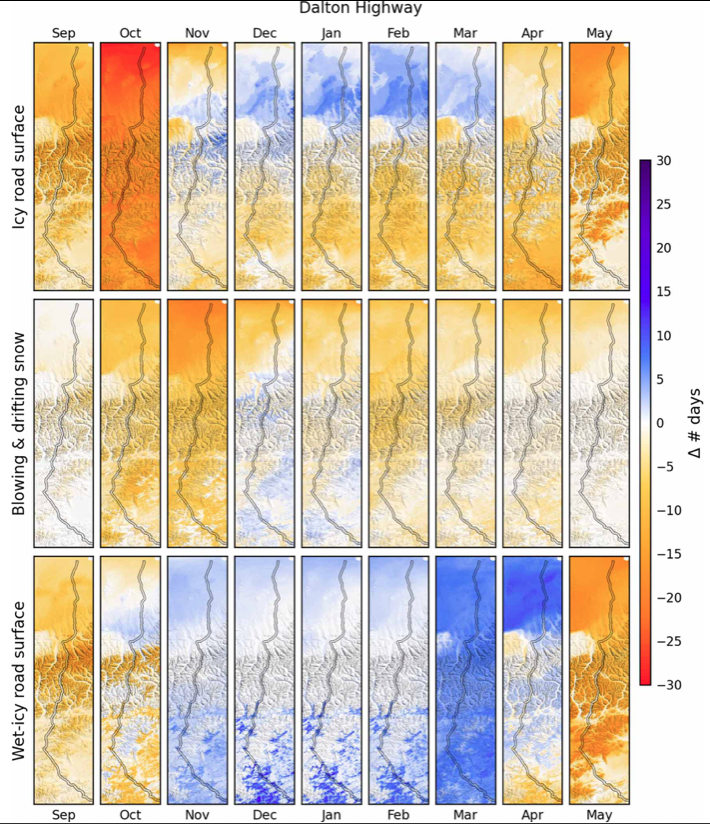 Dalton Highway
Sep Oct Nov Dec Jan Feb Mar Apr May
Icy road surface
Blowing & drifting snow
Wet-icy road surface
30
25
20
15
10
5
0
−5
−10
−15
−20
−25
−30
Δ # days
Sep Oct Nov Dec Jan Feb Mar Apr May